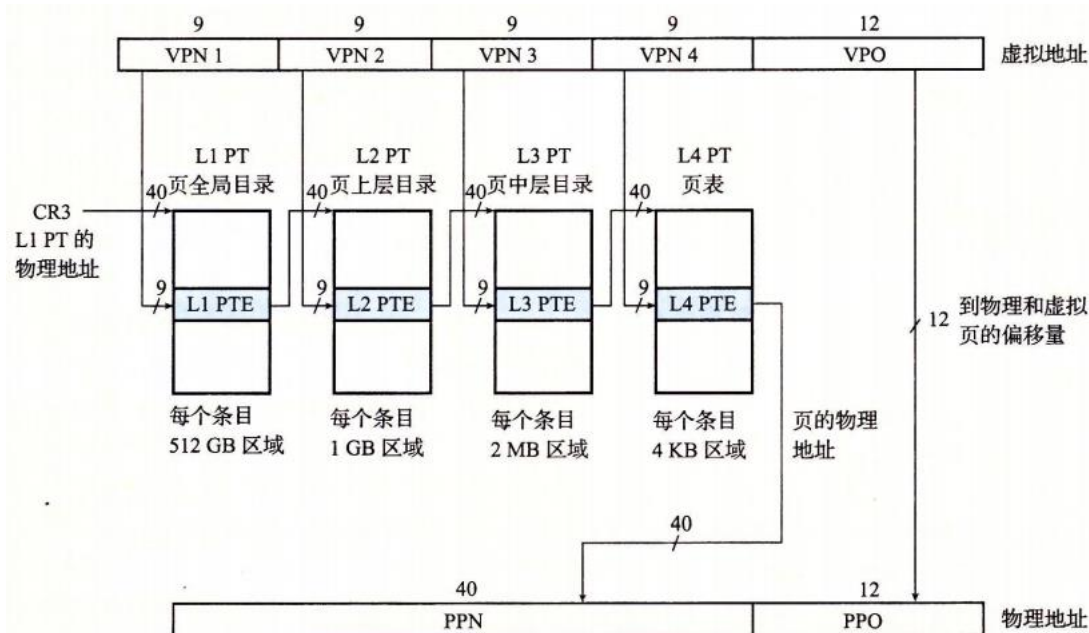 9 9 9 9 12
VPN 1 VPN 2 VPN 3 VPN 4 VPO 虚拟地址
L1 PT L2 PT L3 PT L4 PT
页全局目录 页上层目录 页中层目录 页表
40 40 40 40
CR3
L1 PT 的
物理地址
9 9 9 9
L1 PTE L2 PTE L3 PTE L4 PTE
12 到物理和虚拟
页的偏移量
每个条目 每个条目 每个条目 每个条目
512 GB 区域 1 GB 区域 2 MB 区域 4 KB 区域
页的物理
地址
40
40 12
PPN PPO 物理地址